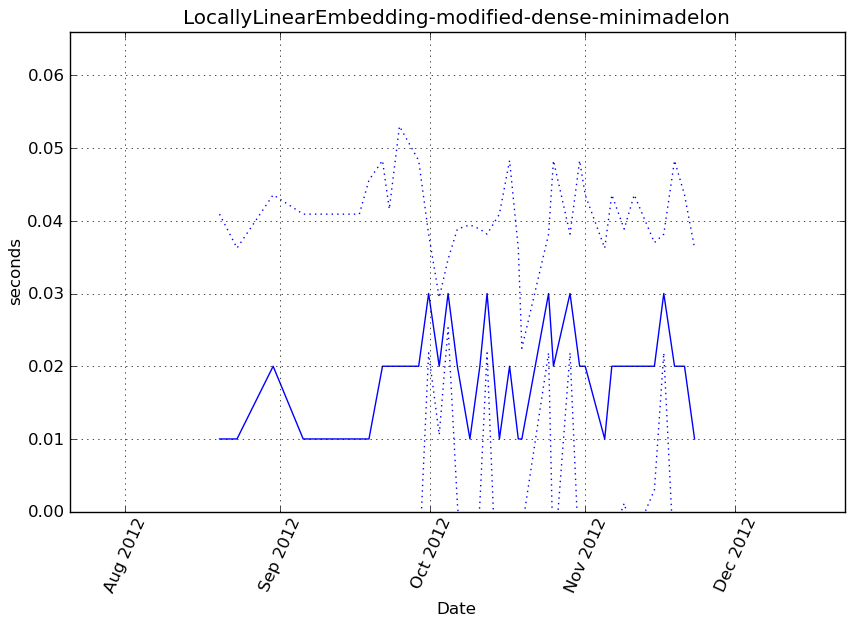 LocallyLinearEmbedding-modified-dense-minimadelon
0.06
0.05
0.04
0.03
0.02
0.01
0.00
seconds
Aug 2012
Sep 2012
Oct 2012
Nov 2012
Dec 2012
Date